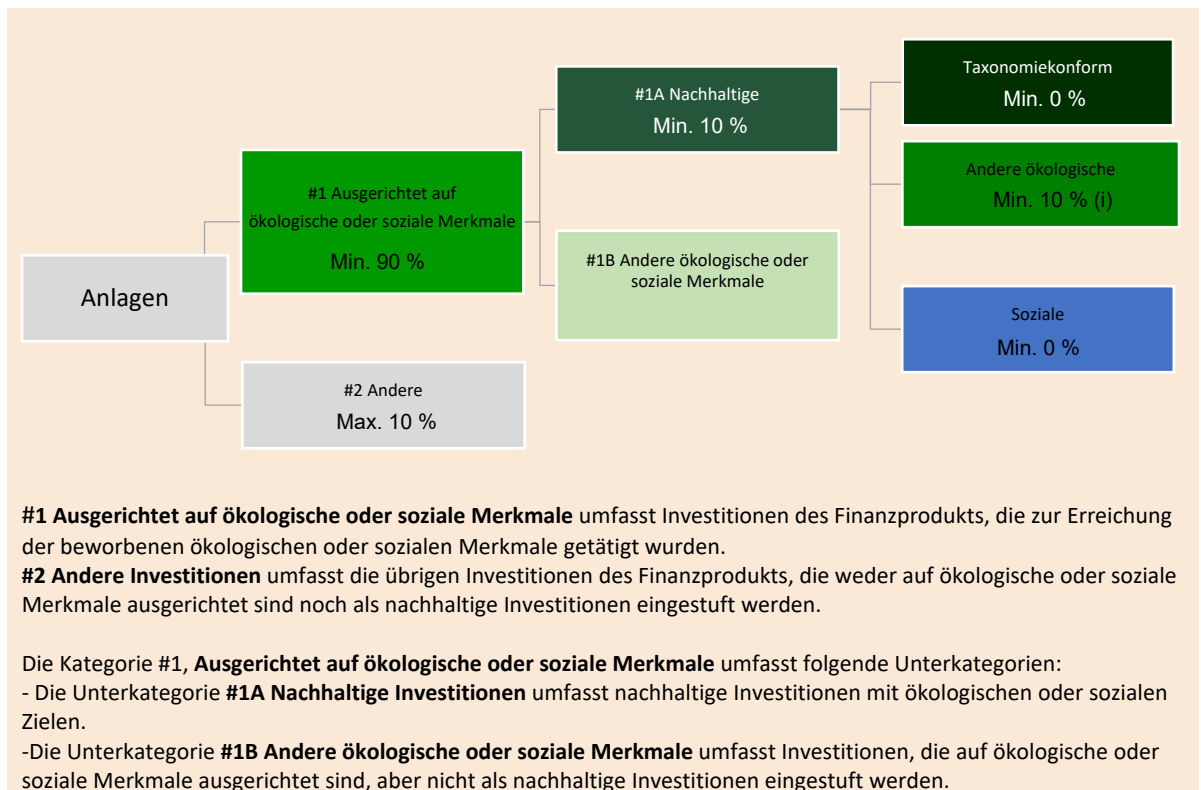 Taxonomiekonform
Min. 0 %
#1A Nachhaltige
Min. 10 %
Andere ökologische
Min. 10 % (i)
#1 Ausgerichtet auf
ökologische oder soziale Merkmale
Min. 90 %
#1B Andere ökologische oder
soziale Merkmale
Anlagen
Soziale
Min. 0 %
#2 Andere
Max. 10 %
#1 Ausgerichtet auf ökologische oder soziale Merkmale umfasst Investitionen des Finanzprodukts, die zur Erreichung
der beworbenen ökologischen oder sozialen Merkmale getätigt wurden.
#2 Andere Investitionen umfasst die übrigen Investitionen des Finanzprodukts, die weder auf ökologische oder soziale
Merkmale ausgerichtet sind noch als nachhaltige Investitionen eingestuft werden.
Die Kategorie #1, Ausgerichtet auf ökologische oder soziale Merkmale umfasst folgende Unterkategorien:
- Die Unterkategorie #1A Nachhaltige Investitionen umfasst nachhaltige Investitionen mit ökologischen oder sozialen
Zielen.
-Die Unterkategorie #1B Andere ökologische oder soziale Merkmale umfasst Investitionen, die auf ökologische oder
soziale Merkmale ausgerichtet sind, aber nicht als nachhaltige Investitionen eingestuft werden.